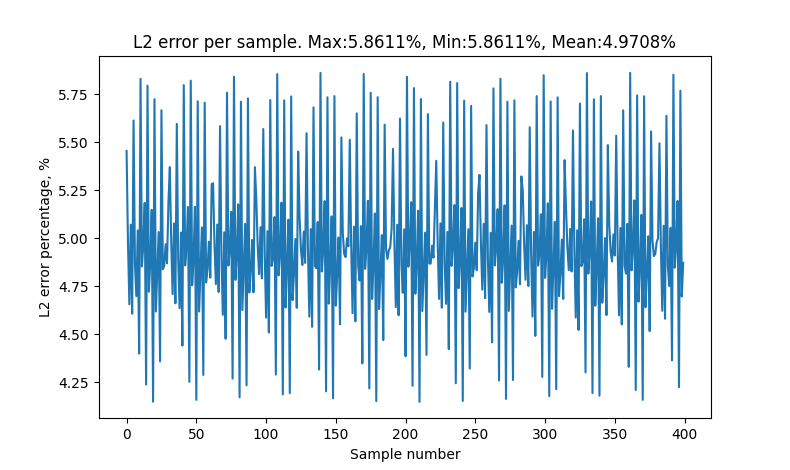 L2 error per sample. Max:5.8611%, Min:5.8611%, Mean:4.9708%
L2 error percentage, %
5.75
5.50
5.25
5.00
4.75
4.50
4.25
0 50 100 150 200 250 300 350 400
Sample number